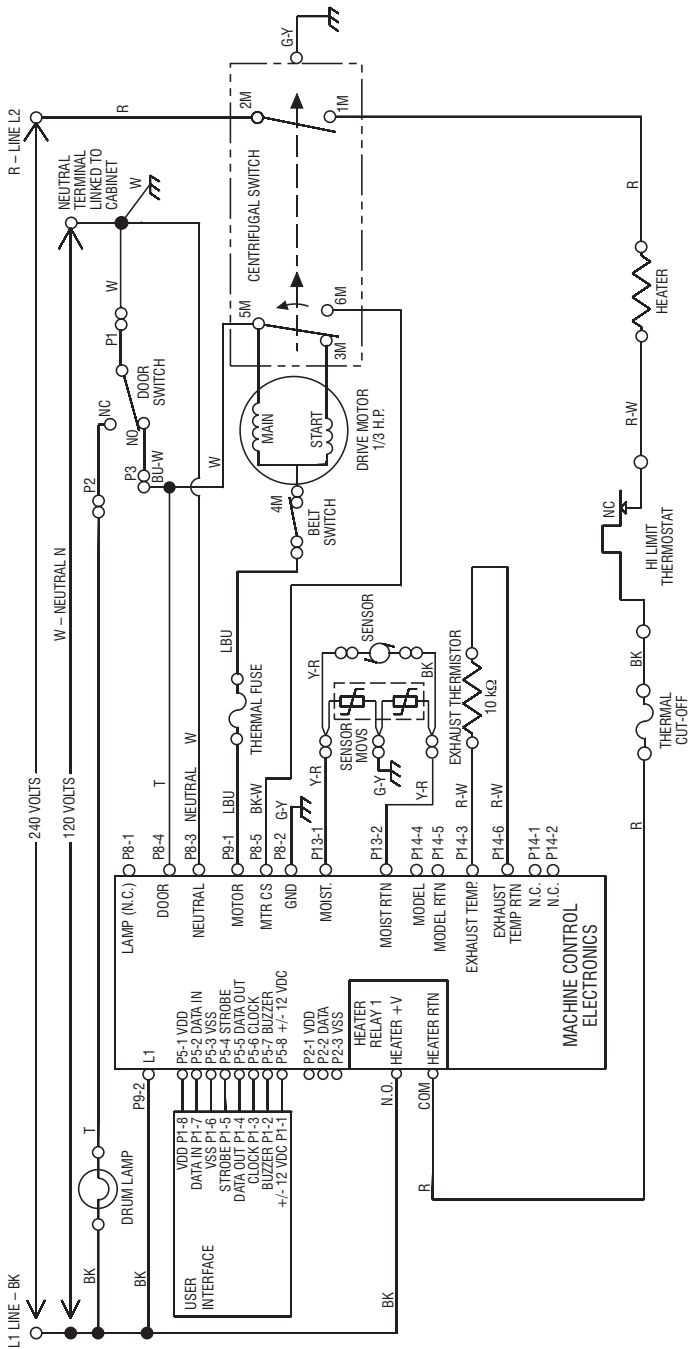 L1 LINE – BK
240 VOLTS
R – LINE L2
120 VOLTS
W – NEUTRAL N
NEUTRAL
TERMINAL
LINKED TO
CABINET
W
R
BK
DRUM LAMP
T
P2
NC
NO
DOOR
SWITCH
P1
W
P3
BU-W
BK
P9-2
L1
LAMP (N.C.)
P8-1
DOOR
P8-4
T
NEUTRAL
P8-3
NEUTRAL
W
W
MOTOR
P9-1
LBU
THERMAL FUSE
LBU
BELT
SWITCH
4M
MAIN
START
DRIVE MOTOR
1/3 H.P.
CENTRIFUGAL SWITCH
5M
3M
6M
2M
1M
G-Y
MTR CS
P8-5
BK-W
GND
P8-2
G-Y
MOIST.
P13-1
Y-R
SENSOR
MOVS
G-Y
Y-R
SENSOR
BK
MOIST RTN
P13-2
Y-R
MODEL
P14-4
MODEL RTN
P14-5
EXHAUST TEMP.
P14-3
R-W
EXHAUST THERMISTOR
10 kΩ
EXHAUST
TEMP RTN
P14-6
R-W
N.C.
P14-1
N.C.
P14-2
USER
INTERFACE
VDD P1-8
DATA IN P1-7
VSS P1-6
STROBE P1-5
DATA OUT P1-4
CLOCK P1-3
BUZZER P1-2
+/- 12 VDC P1-1
P5-1 VDD
P5-2 DATA IN
P5-3 VSS
P5-4 STROBE
P5-5 DATA OUT
P5-6 CLOCK
P5-7 BUZZER
P5-8 +/- 12 VDC
P2-1 VDD
P2-2 DATA
P2-3 VSS
HEATER
RELAY 1
HEATER +V
HEATER RTN
N.O.
COM
BK
R
MACHINE CONTROL
ELECTRONICS
R
THERMAL
CUT-OFF
BK
HI LIMIT
THERMOSTAT
NC
R-W
HEATER
R